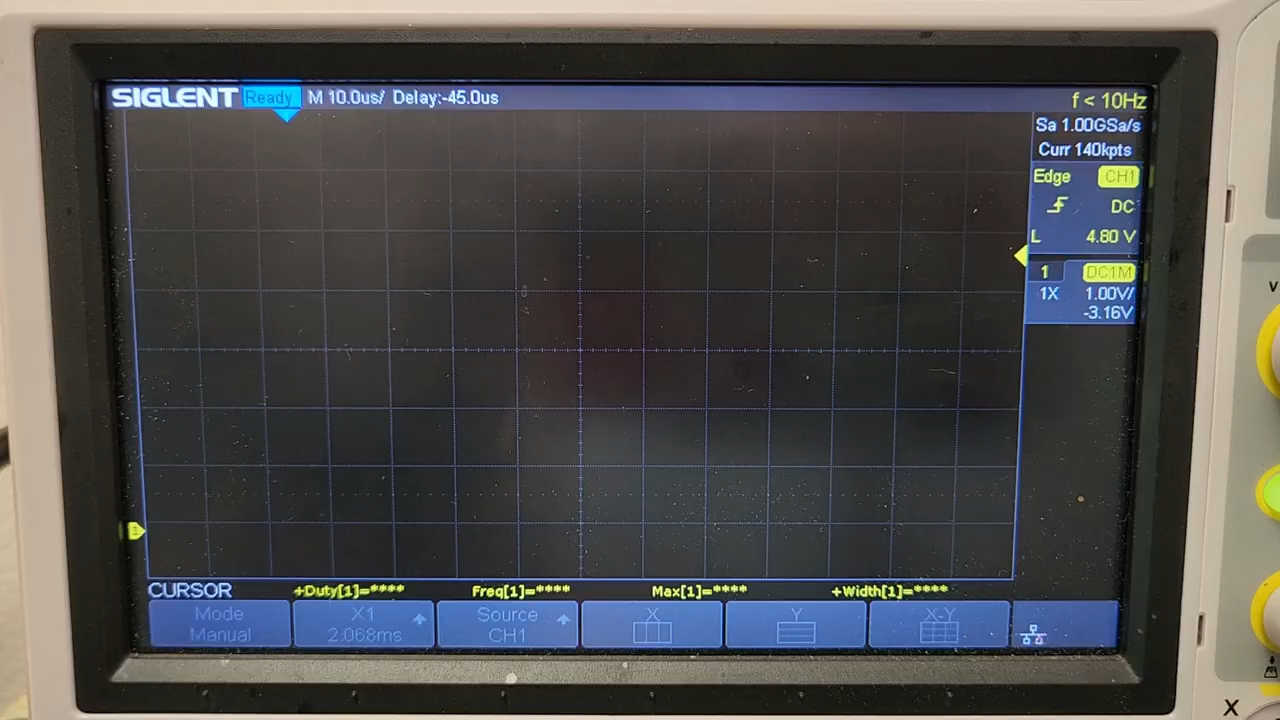 SIGLENT Ready M 10.0us/ Delay:-45.0us f < 10Hz
Sa 1.00GSa/s
Curr 140kpts
Edge CH1
DC
L 4.80 V
1 DC1M
1X 1.00V/
-3.16V
1
CURSOR +Duty[1]=**** Freq[1]=**** Max[1]=**** +Width[1]=****
Mode X1 Source X Y X-Y
Manual 2.068ms CH1
V
X